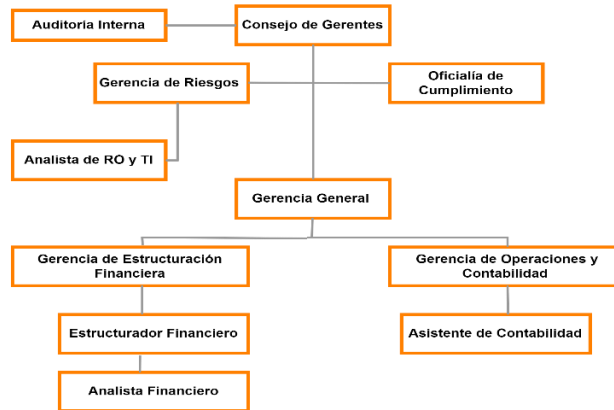 Auditoria Interna
Consejo de Gerentes
Gerencia de Riesgos
Oficialía de
Cumplimiento
Analista de RO y TI
Gerencia General
Gerencia de Estructuración
Financiera
Gerencia de Operaciones y
Contabilidad
Estructurador Financiero
Asistente de Contabilidad
Analista Financiero